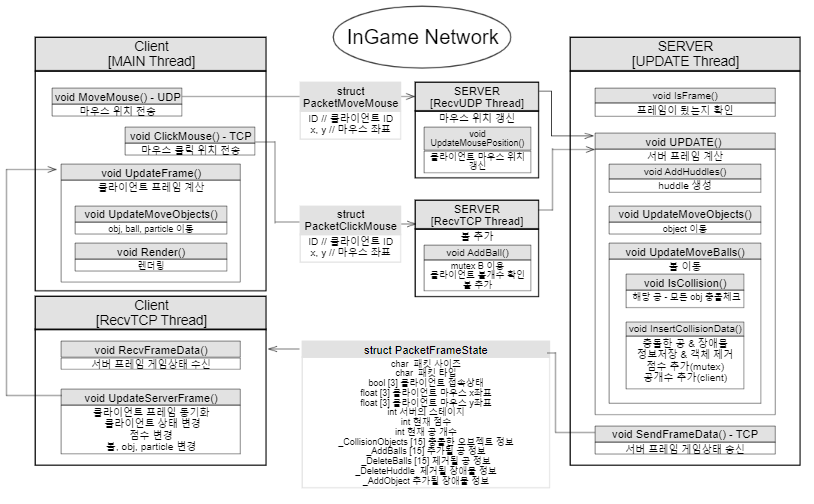 InGame Network
Client
[MAIN Thread]
void MoveMouse() - UDP
마우스 위치 전송
void ClickMouse() - TCP
마우스 클릭 위치 전송
void UpdateFrame()
클라이언트 프레임 계산
void UpdateMoveObjects()
obj, ball, particle 이동
void Render()
렌더링
Client
[RecvTCP Thread]
void RecvFrameData()
서버 프레임 게임상태 수신
void UpdateServerFrame()
클라이언트 프레임 동기화
클라이언트 상태 변경
점수 변경
볼, obj, particle 변경
struct
PacketMoveMouse
ID // 클라이언트 ID
x, y // 마우스 좌표
struct
PacketClickMouse
ID // 클라이언트 ID
x, y // 마우스 좌표
SERVER
[RecvUDP Thread]
마우스 위치 갱신
void
UpdateMousePosition()
클라이언트 마우스 위치
갱신
SERVER
[RecvTCP Thread]
볼 추가
void AddBall()
mutex B 이용
클라이언트 볼개수 확인
볼 추가
struct PacketFrameState
char 패킷 사이즈
char 패킷 타입
bool [3] 클라이언트 접속상태
float [3] 클라이언트 마우스 x좌표
float [3] 클라이언트 마우스 y좌표
int 서버의 스테이지
int 현재 점수
int 현재 공 개수
_CollisionObjects [15] 충돌한 오브젝트 정보
_AddBalls [15] 추가될 공 정보
_DeleteBalls [15] 제거될 공 정보
_DeleteHuddle 제거될 장애물 정보
_AddObject 추가될 장애물 정보
SERVER
[UPDATE Thread]
void IsFrame()
프레임이 됬는지 확인
void UPDATE()
서버 프레임 계산
void AddHuddles()
huddle 생성
void UpdateMoveObjects()
object 이동
void UpdateMoveBalls()
볼 이동
void IsCollision()
해당 공 - 모든 obj 충돌체크
void InsertCollisionData()
충돌한 공 & 장애물
정보저장 & 객체 제거
점수 추가(mutex)
공개수 추가(client)
void SendFrameData() - TCP
서버 프레임 게임상태 송신